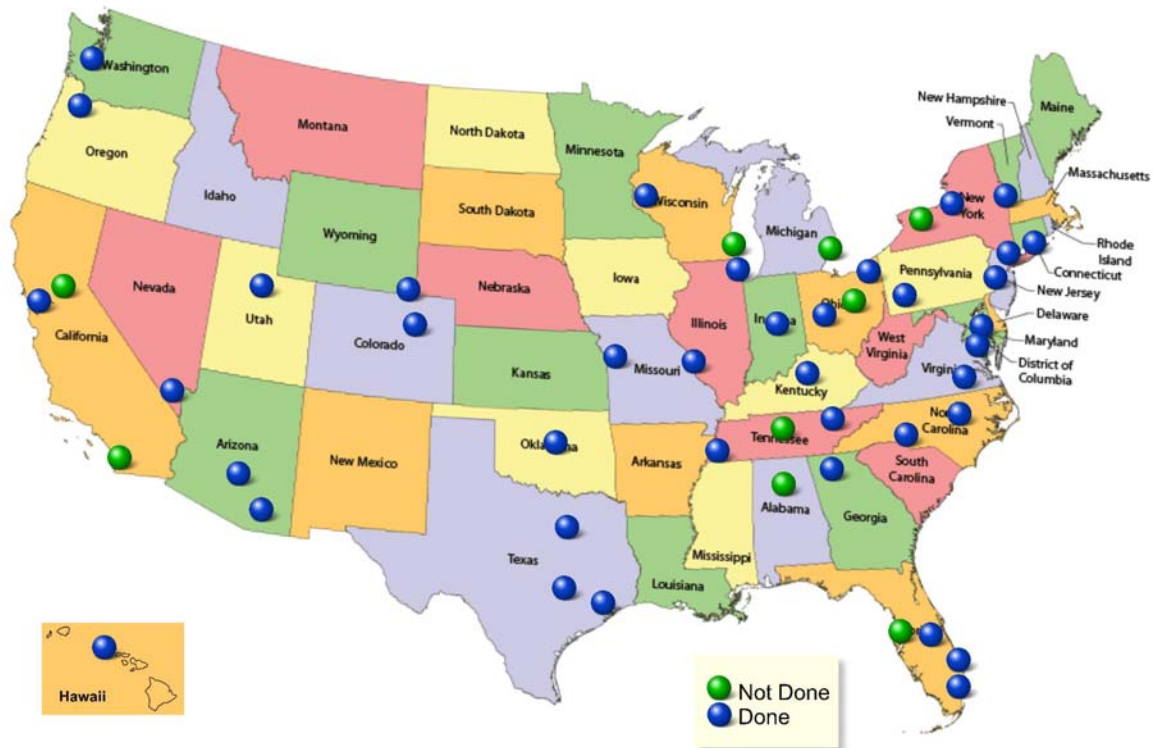 Washington
Oregon
Idaho
Montana
North Dakota
Minnesota
South Dakota
Wyoming
Wisconsin
Michigan
New Hampshire
Vermont
Maine
Massachusetts
New
York
Rhode
Island
Connecticut
New Jersey
Delaware
Maryland
District of
Columbia
Pennsylvania
Nevada
Utah
California
Colorado
Nebraska
Iowa
Illinois
Indiana
Ohio
West
Virginia
Virginia
Kansas
Missouri
Kentucky
Arizona
New Mexico
Oklahoma
Arkansas
Tennessee
North
Carolina
South
Carolina
Texas
Louisiana
Mississippi
Alabama
Georgia
Florida
Hawaii
Not Done
Done